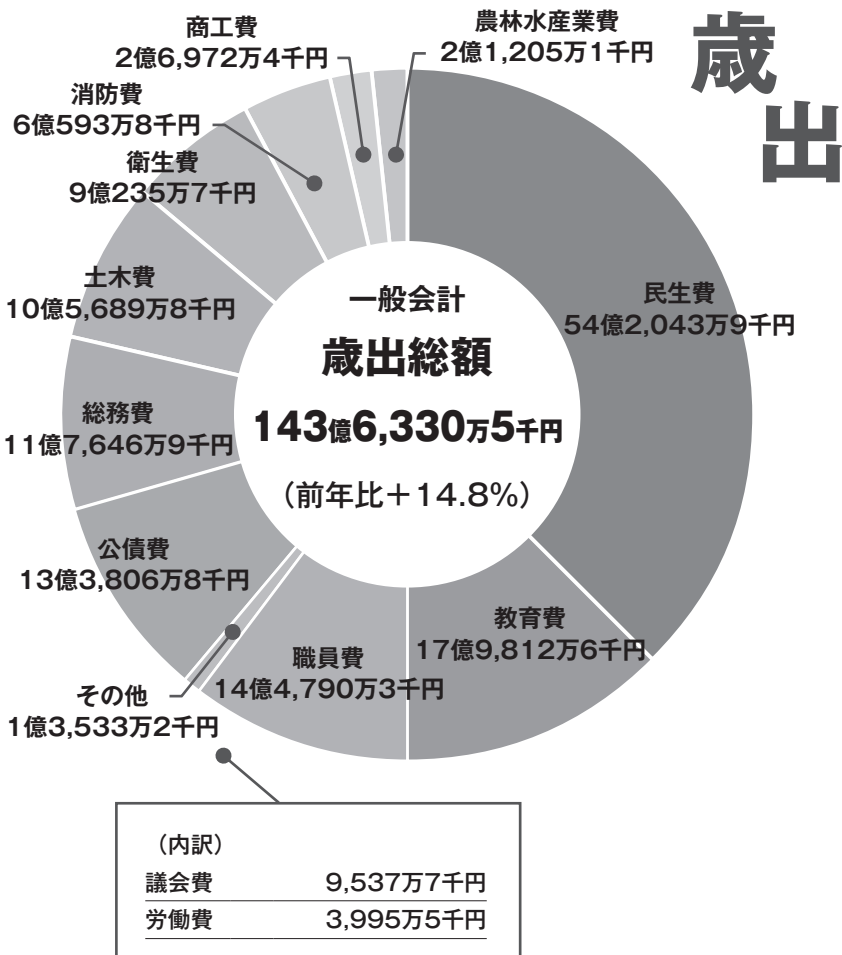 歳出
商工費
2億6,972万4千円
農林水産業費
2億1,205万1千円
消防費
6億593万8千円
衛生費
9億235万7千円
土木費
10億5,689万8千円
総務費
11億7,646万9千円
公債費
13億3,806万8千円
その他
1億3,533万2千円
職員費
14億4,790万3千円
教育費
17億9,812万6千円
民生費
54億2,043万9千円
一般会計
歳出総額
143億6,330万5千円
（前年比＋14.8%）
（内訳）
議会費 9,537万7千円
労働費 3,995万5千円